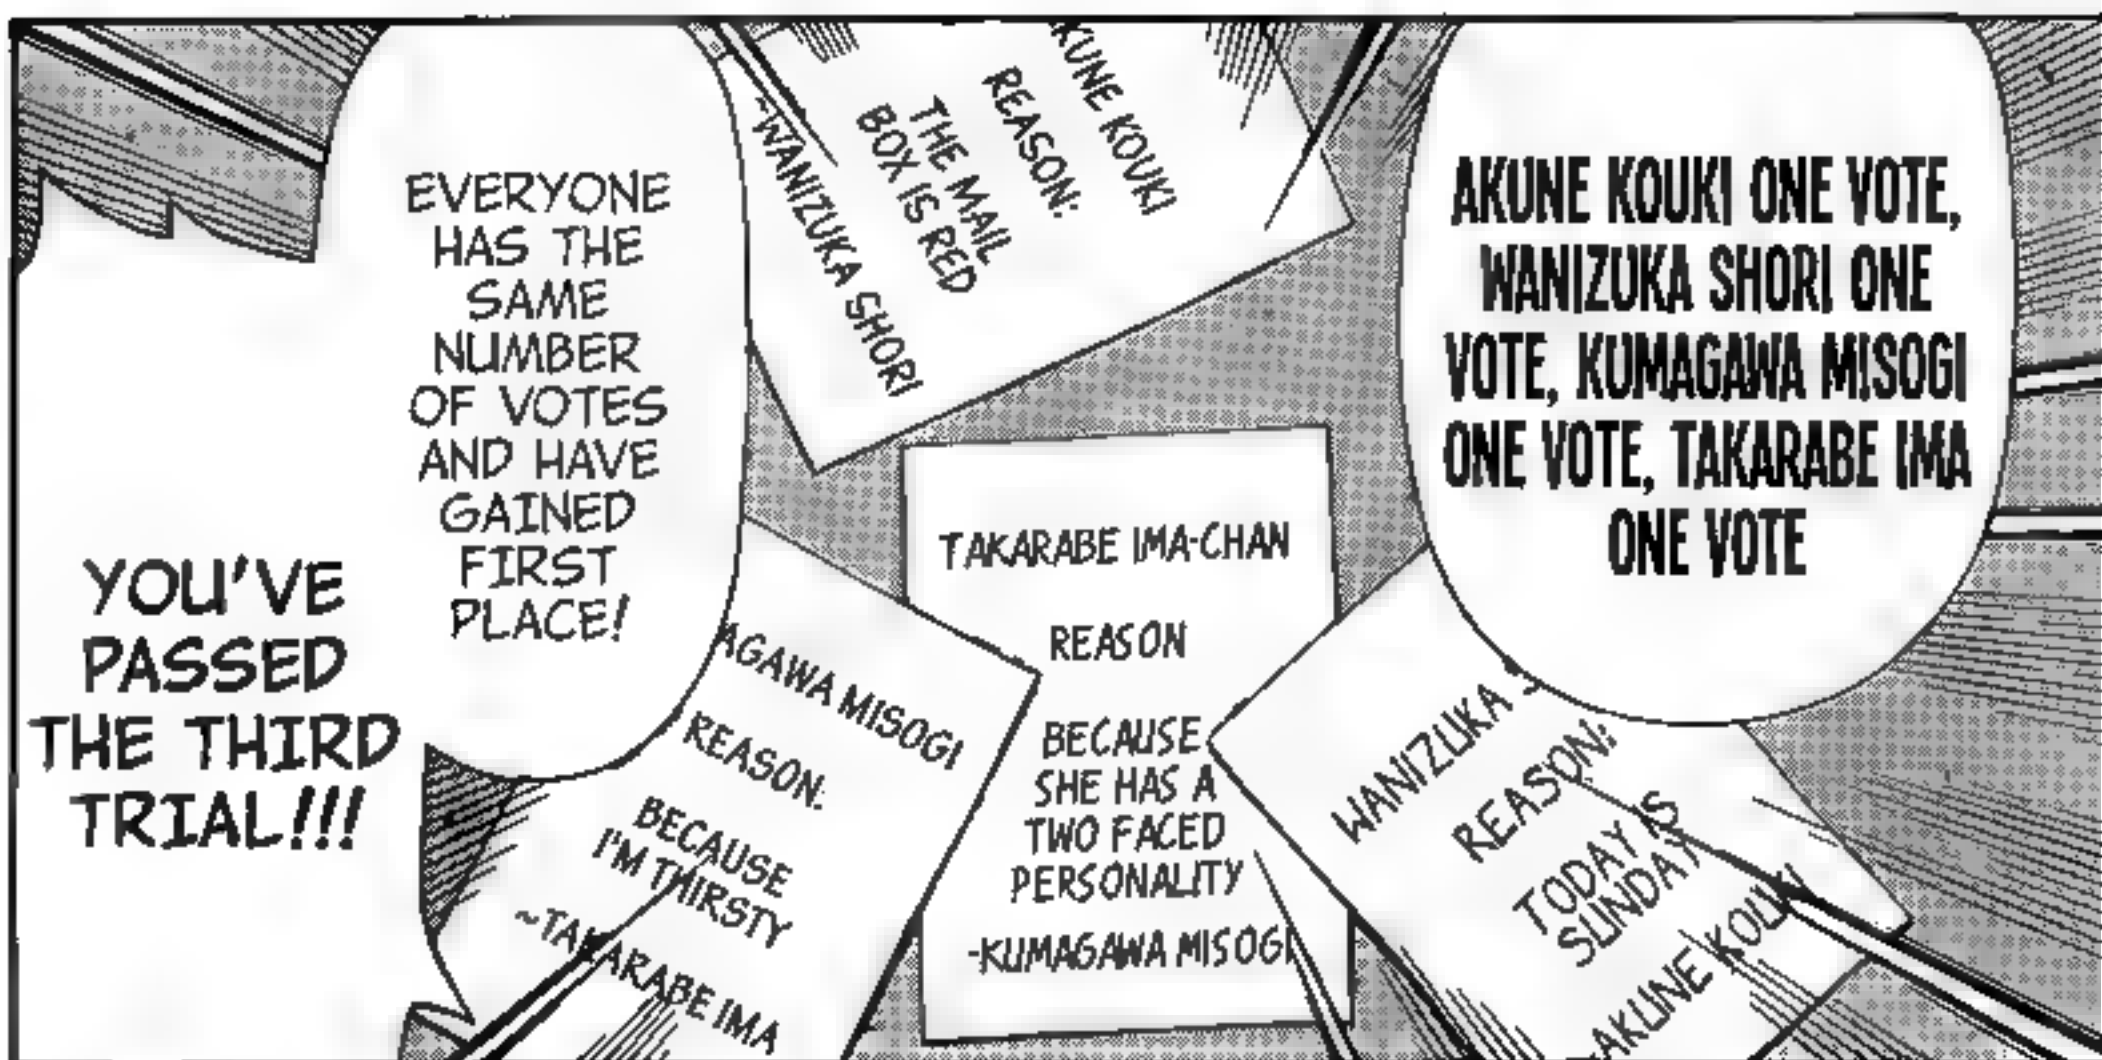 AKUNE KOUKI ONE VOTE,
WANIZUKA SHORI ONE
VOTE, KUMAGAWA MISOGI
ONE VOTE, TAKARABE IMA
ONE VOTE
KUNE KOUKI
REASON:
THE MAIL
BOX IS RED
~WANIZUKA SHORI
TAKARABE IMA-CHAN
REASON
BECAUSE
SHE HAS A
TWO FACED
PERSONALITY
-KUMAGAWA MISOGI
WANIZUKA
REASON:
TODAY IS
SUNDAY
-AKUNE KOUKI
AGAWA MISOGI
REASON:
BECAUSE
I'M THIRSTY
~TAKARABE IMA
EVERYONE
HAS THE
SAME
NUMBER
OF VOTES
AND HAVE
GAINED
FIRST
PLACE!
YOU'VE
PASSED
THE THIRD
TRIAL!!!